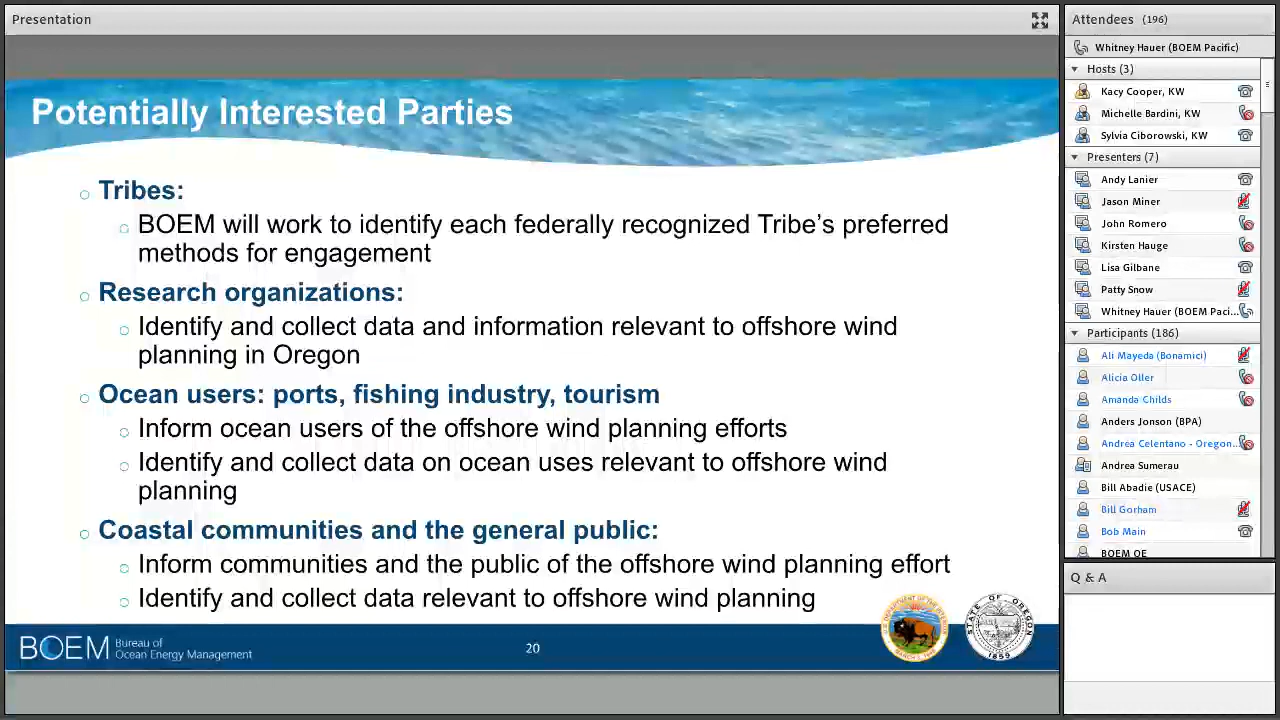 Presentation
Potentially Interested Parties
Tribes:
BOEM will work to identify each federally recognized Tribe’s preferred
methods for engagement
Research organizations:
Identify and collect data and information relevant to offshore wind
planning in Oregon
Ocean users: ports, fishing industry, tourism
Inform ocean users of the offshore wind planning efforts
Identify and collect data on ocean uses relevant to offshore wind
planning
Coastal communities and the general public:
Inform communities and the public of the offshore wind planning effort
Identify and collect data relevant to offshore wind planning
BOEM Bureau of
Ocean Energy Management
20
STATE OF OREGON
1859
Attendees (196)
Whitney Hauer (BOEM Pacific)
Hosts (3)
Kacy Cooper, KW
Michelle Bardini, KW
Sylvia Ciborowski, KW
Presenters (7)
Andy Lanier
Jason Miner
John Romero
Kirsten Hauge
Lisa Gilbane
Patty Snow
Whitney Hauer (BOEM Paci...
Participants (186)
Ali Mayeda (Bonamici)
Alicia Oller
Amanda Childs
Anders Jonson (BPA)
Andrea Celentano - Oregon...
Andrea Sumerau
Bill Abadie (USACE)
Bill Gorham
Bob Main
BOEM OE
Q & A